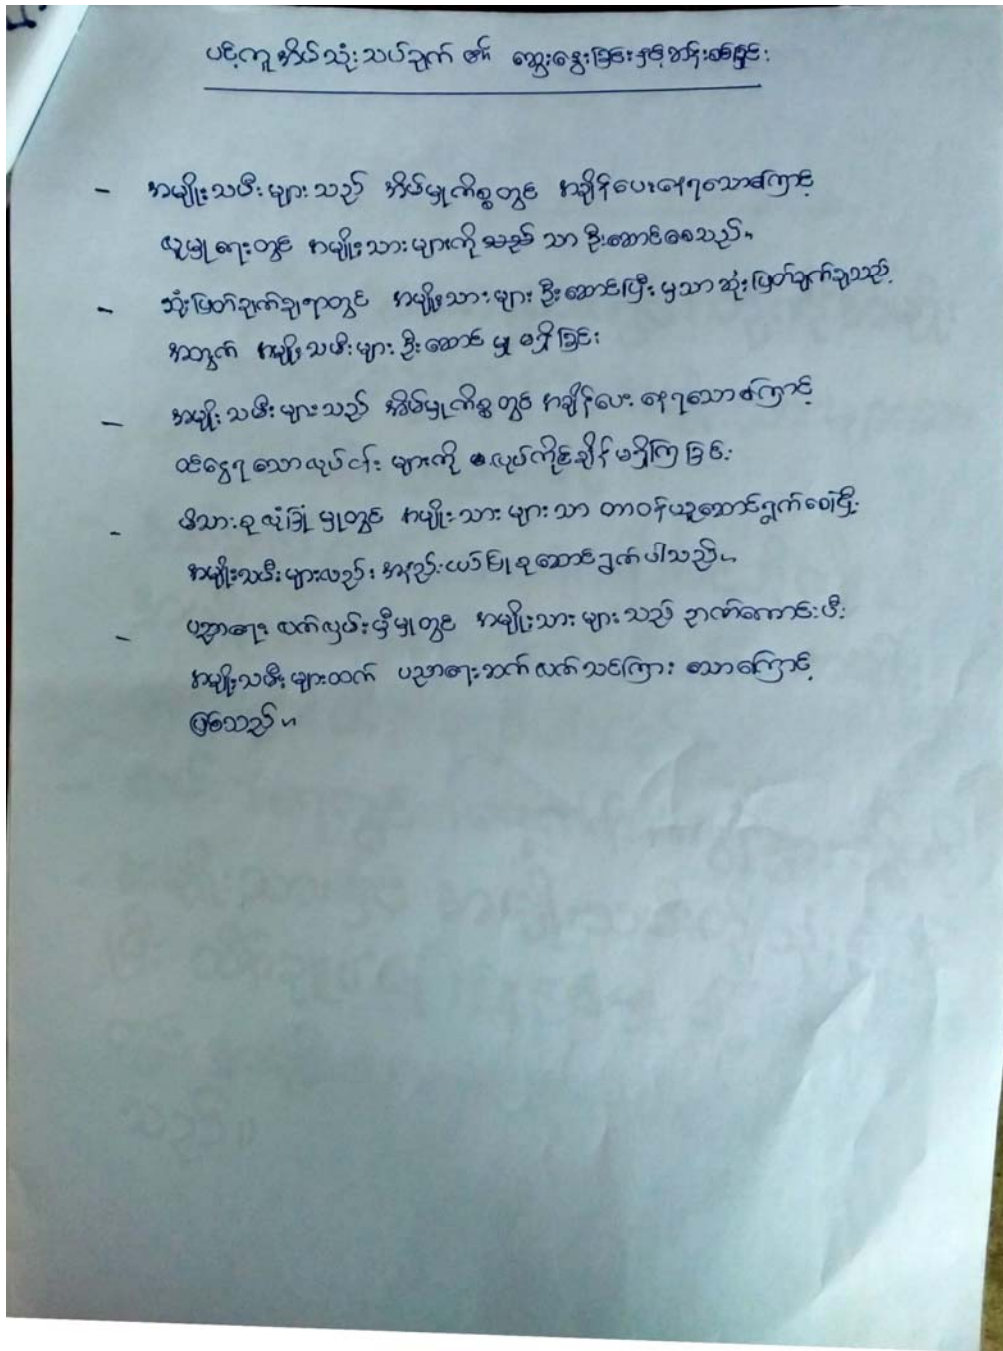 ပင့်ကူအိမ်သုံးသပ်ချက် ၏ ဆွေးနွေးခြင်းနှင့်
- အမျိုးသမီးများသည် အိမ်မှုကိစ္စတွင် အချိန်ပေးနေရသောကြောင့်
လူမှုရေးတွင် အမျိုးသားများကိုသည် သာ ဦးဆောင်စေသည်။
- ဆုံးဖြတ်ချက်ချရာတွင် အမျိုးသားများ ဦးဆောင်ပြီးမှသာ ဆုံးဖြတ်ချက်ချသည့်
အတွက် အမျိုးသမီးများ ဦးဆောင်မှု မရှိခြင်း
- အမျိုးသမီးများသည် အိမ်မှုကိစ္စတွင် အချိန်ပေးနေရသောကြောင့်
ဝင်ငွေရသောလုပ်ငန်းများကို လုပ်ကိုင်ချိန်မရှိကြခြင်း
- မိသားစုလုံခြုံမှုတွင် အမျိုးသားများသာ တာဝန်ယူဆောင်ရွက်စေပြီး
အမျိုးသမီးများလည်း အနည်းငယ်မျှ ဆောင်ရွက်ပါသည်။
- ပညာရေး လက်လှမ်းမှီမှုတွင် အမျိုးသားများသည် ဉာဏ်ကောင်းပြီး
အမျိုးသမီးများထက် ပညာရေးဆက်လက်သင်ကြားသောကြောင့်
ဖြစ်သည်။